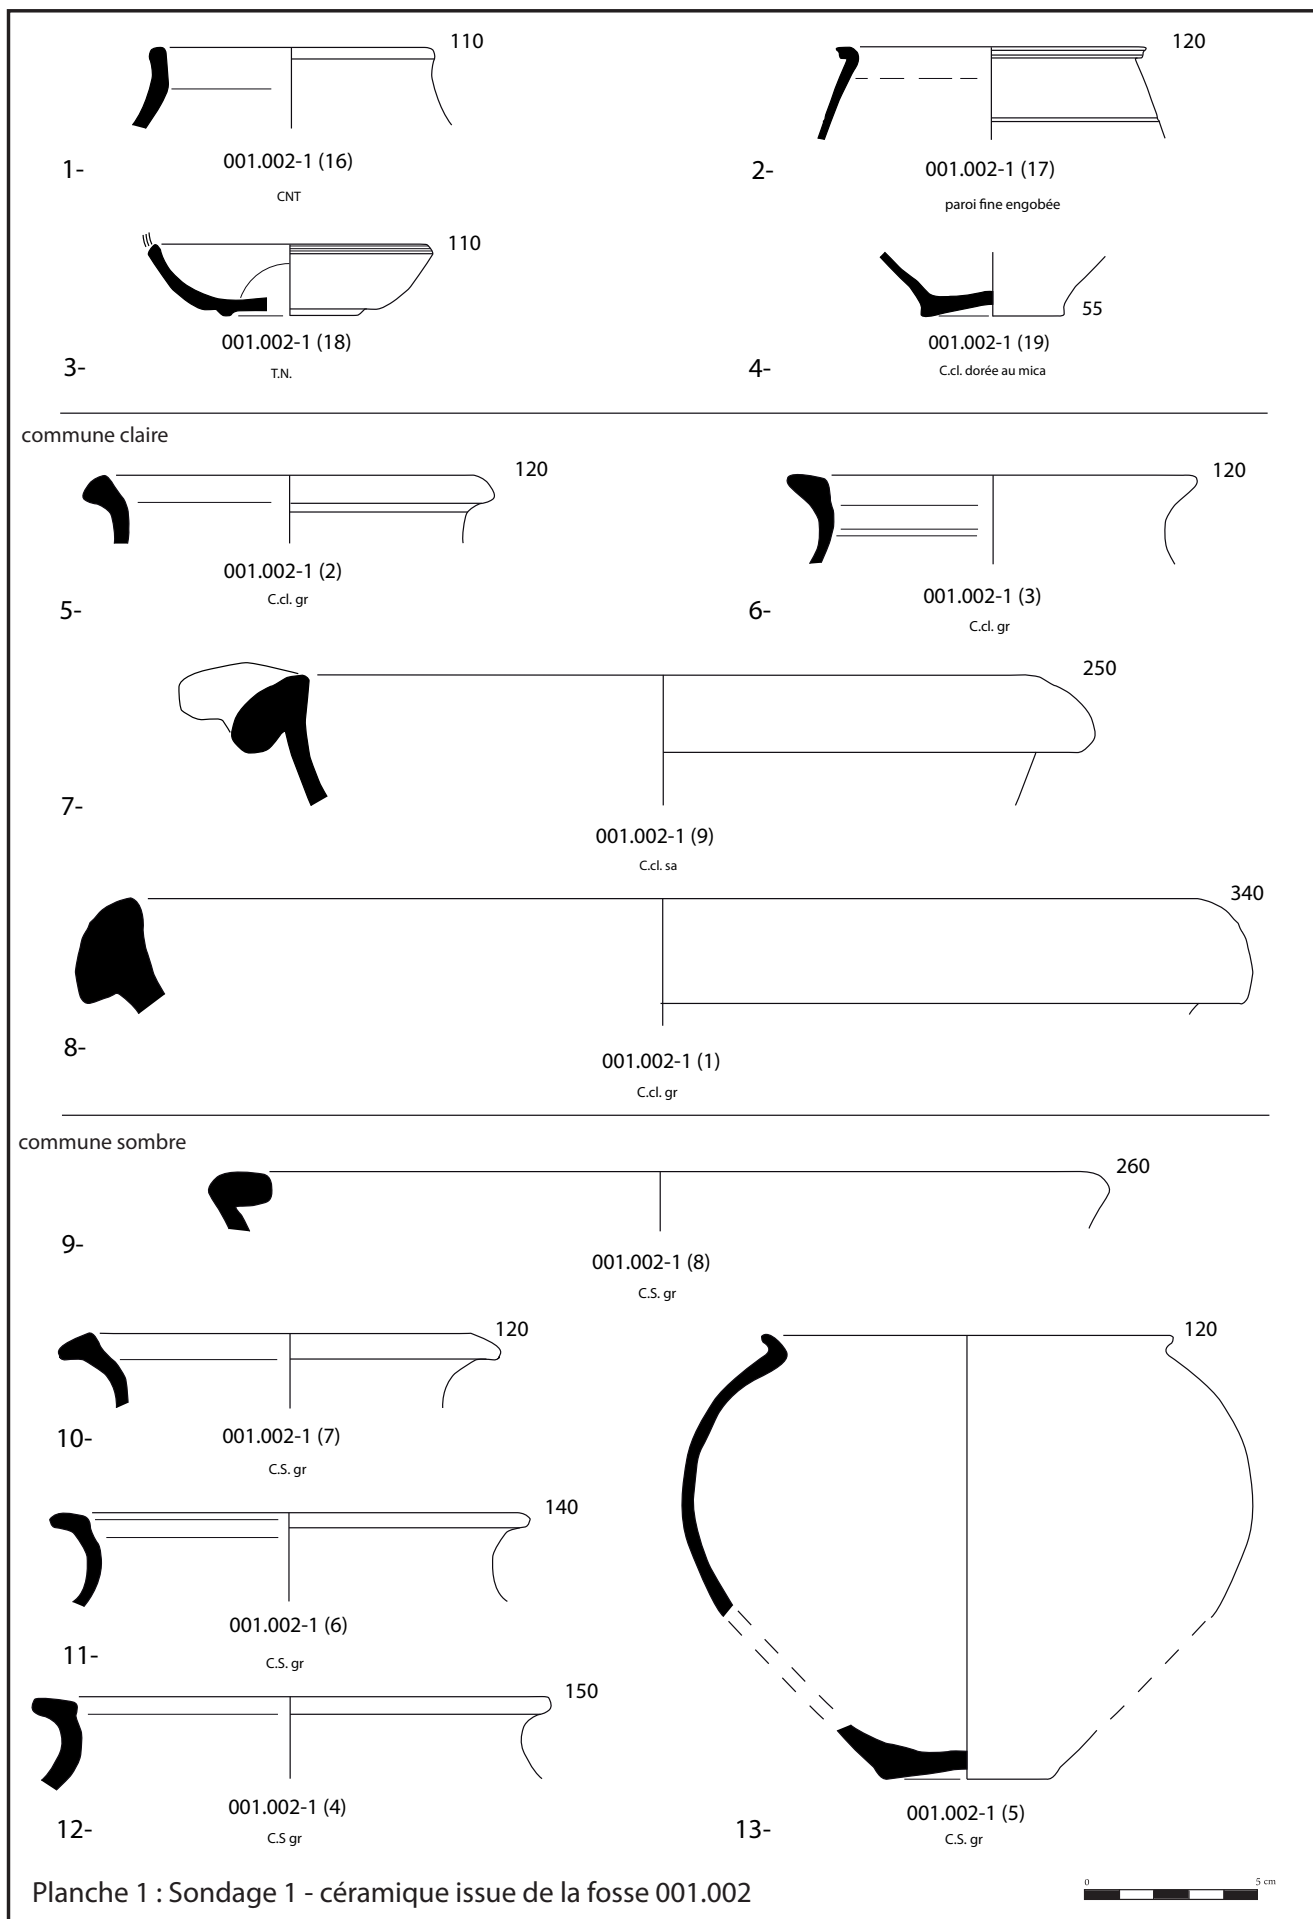 110
1-
001.002-1 (16)
CNT
120
2-
001.002-1 (17)
paroi fine engobée
110
3-
001.002-1 (18)
T.N.
55
4-
001.002-1 (19)
C.cl. dorée au mica
commune claire
120
5-
001.002-1 (2)
C.cl. gr
120
6-
001.002-1 (3)
C.cl. gr
250
7-
001.002-1 (9)
C.cl. sa
340
8-
001.002-1 (1)
C.cl. gr
commune sombre
260
9-
001.002-1 (8)
C.S. gr
120
10-
001.002-1 (7)
C.S. gr
140
11-
001.002-1 (6)
C.S. gr
150
12-
001.002-1 (4)
C.S gr
120
13-
001.002-1 (5)
C.S. gr
Planche 1 : Sondage 1 - céramique issue de la fosse 001.002
0 5 cm